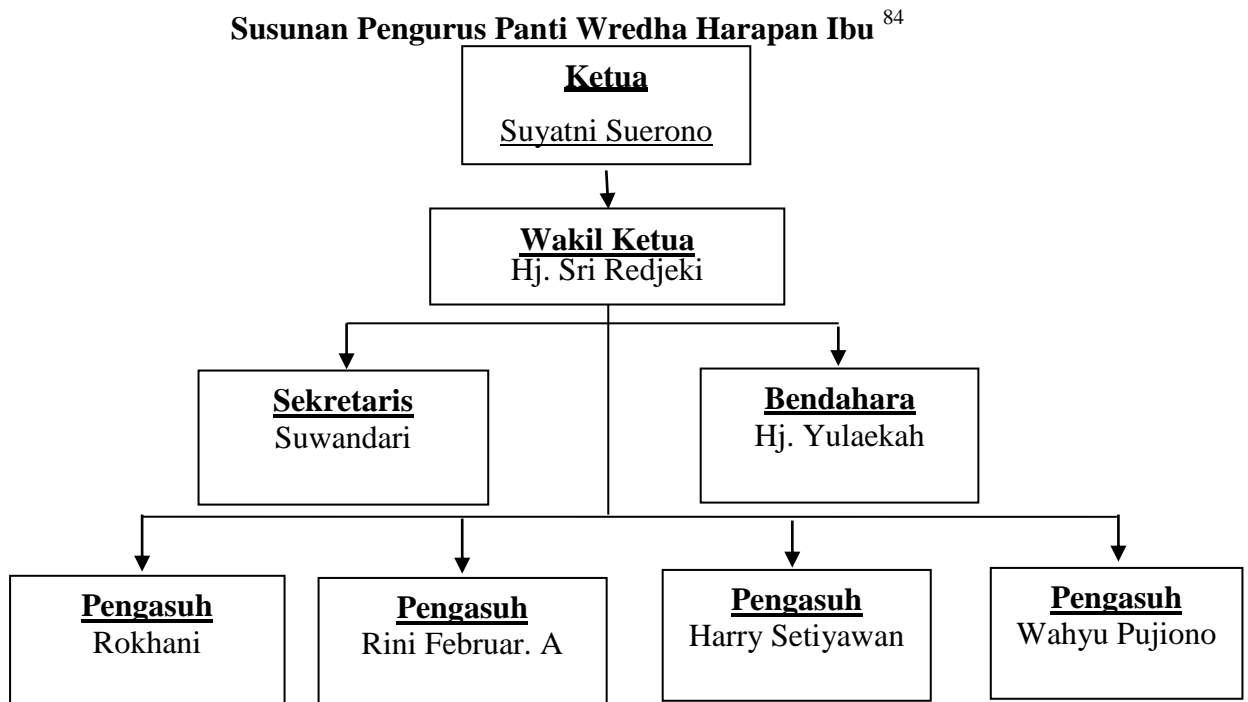 Susunan Pengurus Panti Wredha Harapan Ibu 84
Ketua
Suyatni Suerono
Wakil Ketua
Hj. Sri Redjeki
Sekretaris
Suwandari
Bendahara
Hj. Yulaekah
Pengasuh
Rokhani
Pengasuh
Rini Februar. A
Pengasuh
Harry Setiyawan
Pengasuh
Wahyu Pujiono